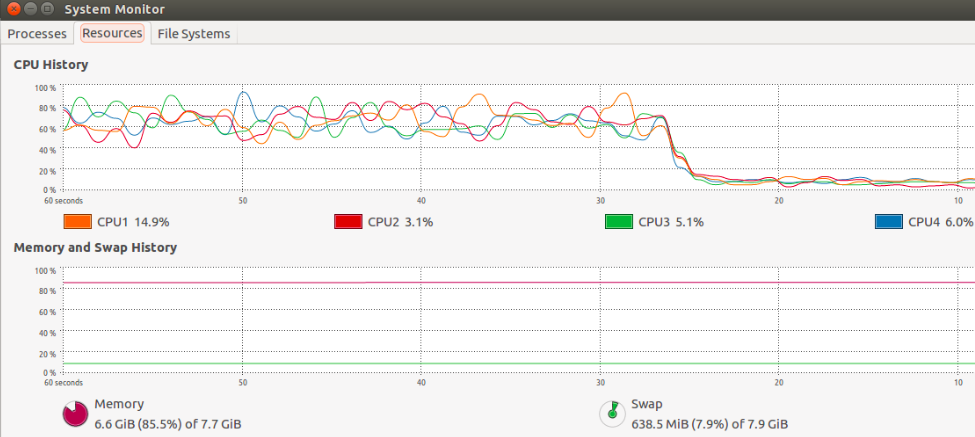 System Monitor
Processes Resources File Systems
CPU History
100 %
80 %
60 %
40 %
20 %
0 %
60 seconds 50 40 30 20 10
CPU1 14.9% CPU2 3.1% CPU3 5.1% CPU4 6.0%
Memory and Swap History
100 %
80 %
60 %
40 %
20 %
0 %
60 seconds 50 40 30 20 10
Memory Swap
6.6 GiB (85.5%) of 7.7 GiB 638.5 MiB (7.9%) of 7.9 GiB